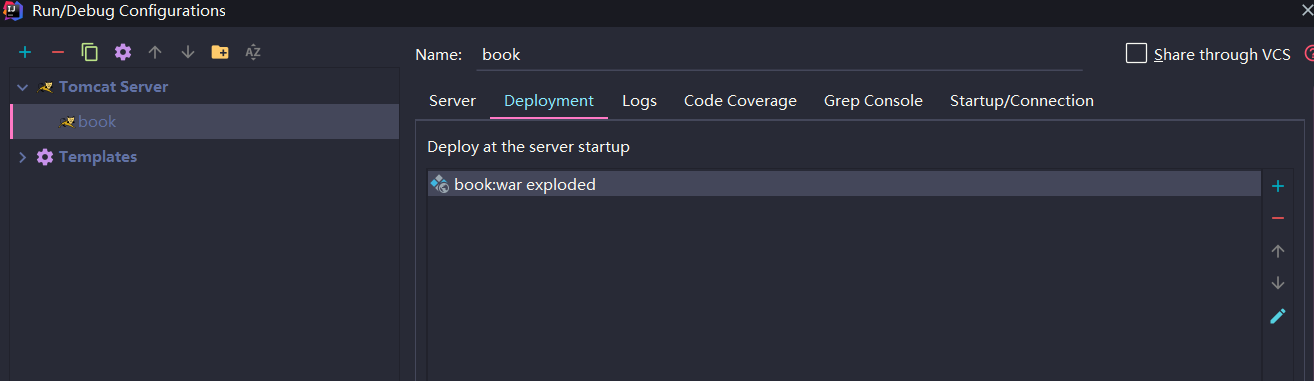 Run/Debug Configurations
Name: book
Share through VCS
Tomcat Server
book
Templates
Server Deployment Logs Code Coverage Grep Console Startup/Connection
Deploy at the server startup
book:war exploded